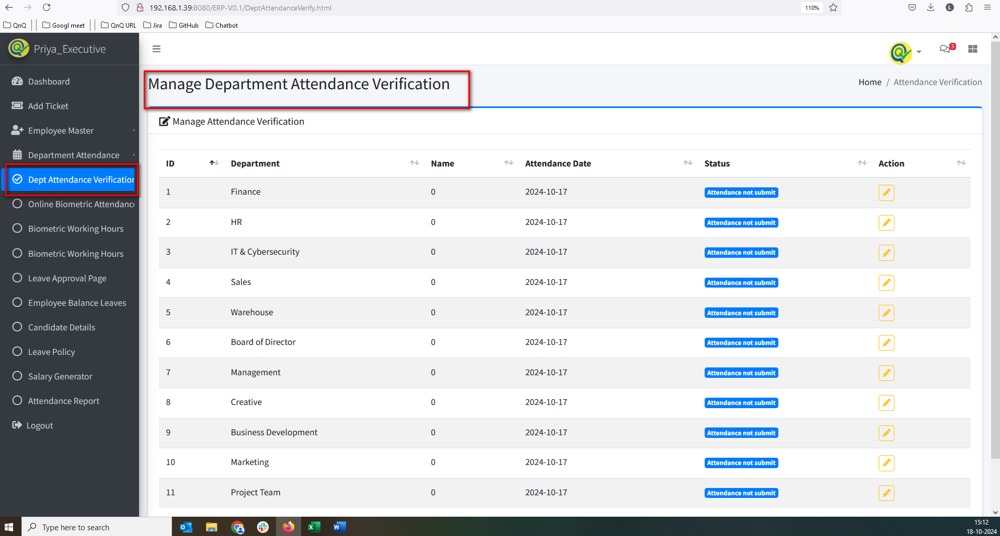 192.168.1.39:8080/ERP-V0.1/DeptAttendanceVerify.html
110%
L
QnQ
Googl meet
QnQ URL
Jira
GitHub
Chatbot
Priya_Executive
3
Dashboard
Add Ticket
Employee Master
Department Attendance
Dept Attendance Verification
Online Biometric Attendance
Biometric Working Hours
Biometric Working Hours
Leave Approval Page
Employee Balance Leaves
Candidate Details
Leave Policy
Salary Generator
Attendance Report
Logout
Manage Department Attendance Verification
Home / Attendance Verification
Manage Attendance Verification
ID Department Name Attendance Date Status Action
1 Finance 0 2024-10-17 Attendance not submit
2 HR 0 2024-10-17 Attendance not submit
3 IT & Cybersecurity 0 2024-10-17 Attendance not submit
4 Sales 0 2024-10-17 Attendance not submit
5 Warehouse 0 2024-10-17 Attendance not submit
6 Board of Director 0 2024-10-17 Attendance not submit
7 Management 0 2024-10-17 Attendance not submit
8 Creative 0 2024-10-17 Attendance not submit
9 Business Development 0 2024-10-17 Attendance not submit
10 Marketing 0 2024-10-17 Attendance not submit
11 Project Team 0 2024-10-17 Attendance not submit
Type here to search
15:12
18-10-2024